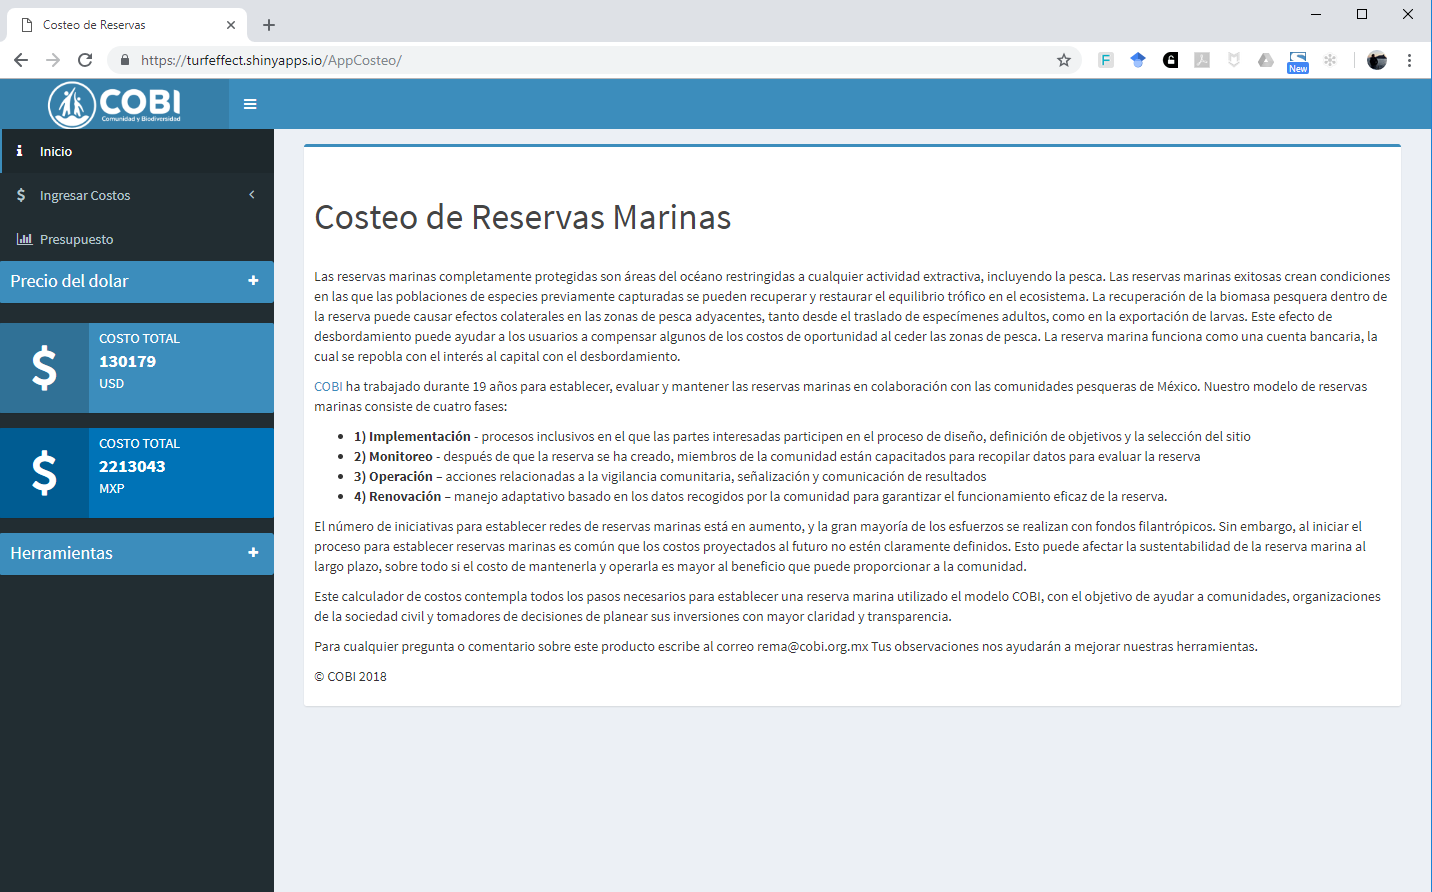 Costeo de Reservas
https://turfeffect.shinyapps.io/AppCosteo/
F
New
COBI
Comunidad y Biodiversidad
Inicio
Ingresar Costos
Presupuesto
Precio del dolar
COSTO TOTAL
130179
USD
COSTO TOTAL
2213043
MXP
Herramientas
Costeo de Reservas Marinas
Las reservas marinas completamente protegidas son áreas del océano restringidas a cualquier actividad extractiva, incluyendo la pesca. Las reservas marinas exitosas crean condiciones
en las que las poblaciones de especies previamente capturadas se pueden recuperar y restaurar el equilibrio trófico en el ecosistema. La recuperación de la biomasa pesquera dentro de
la reserva puede causar efectos colaterales en las zonas de pesca adyacentes, tanto desde el traslado de especímenes adultos, como en la exportación de larvas. Este efecto de
desbordamiento puede ayudar a los usuarios a compensar algunos de los costos de oportunidad al ceder las zonas de pesca. La reserva marina funciona como una cuenta bancaria, la
cual se repobla con el interés al capital con el desbordamiento.
COBI ha trabajado durante 19 años para establecer, evaluar y mantener las reservas marinas en colaboración con las comunidades pesqueras de México. Nuestro modelo de reservas
marinas consiste de cuatro fases:
• 1) Implementación - procesos inclusivos en el que las partes interesadas participen en el proceso de diseño, definición de objetivos y la selección del sitio
• 2) Monitoreo - después de que la reserva se ha creado, miembros de la comunidad están capacitados para recopilar datos para evaluar la reserva
• 3) Operación – acciones relacionadas a la vigilancia comunitaria, señalización y comunicación de resultados
• 4) Renovación – manejo adaptativo basado en los datos recogidos por la comunidad para garantizar el funcionamiento eficaz de la reserva.
El número de iniciativas para establecer redes de reservas marinas está en aumento, y la gran mayoría de los esfuerzos se realizan con fondos filantrópicos. Sin embargo, al iniciar el
proceso para establecer reservas marinas es común que los costos proyectados al futuro no estén claramente definidos. Esto puede afectar la sustentabilidad de la reserva marina al
largo plazo, sobre todo si el costo de mantenerla y operarla es mayor al beneficio que puede proporcionar a la comunidad.
Este calculador de costos contempla todos los pasos necesarios para establecer una reserva marina utilizado el modelo COBI, con el objetivo de ayudar a comunidades, organizaciones
de la sociedad civil y tomadores de decisiones de planear sus inversiones con mayor claridad y transparencia.
Para cualquier pregunta o comentario sobre este producto escribe al correo rema@cobi.org.mx Tus observaciones nos ayudarán a mejorar nuestras herramientas.
© COBI 2018